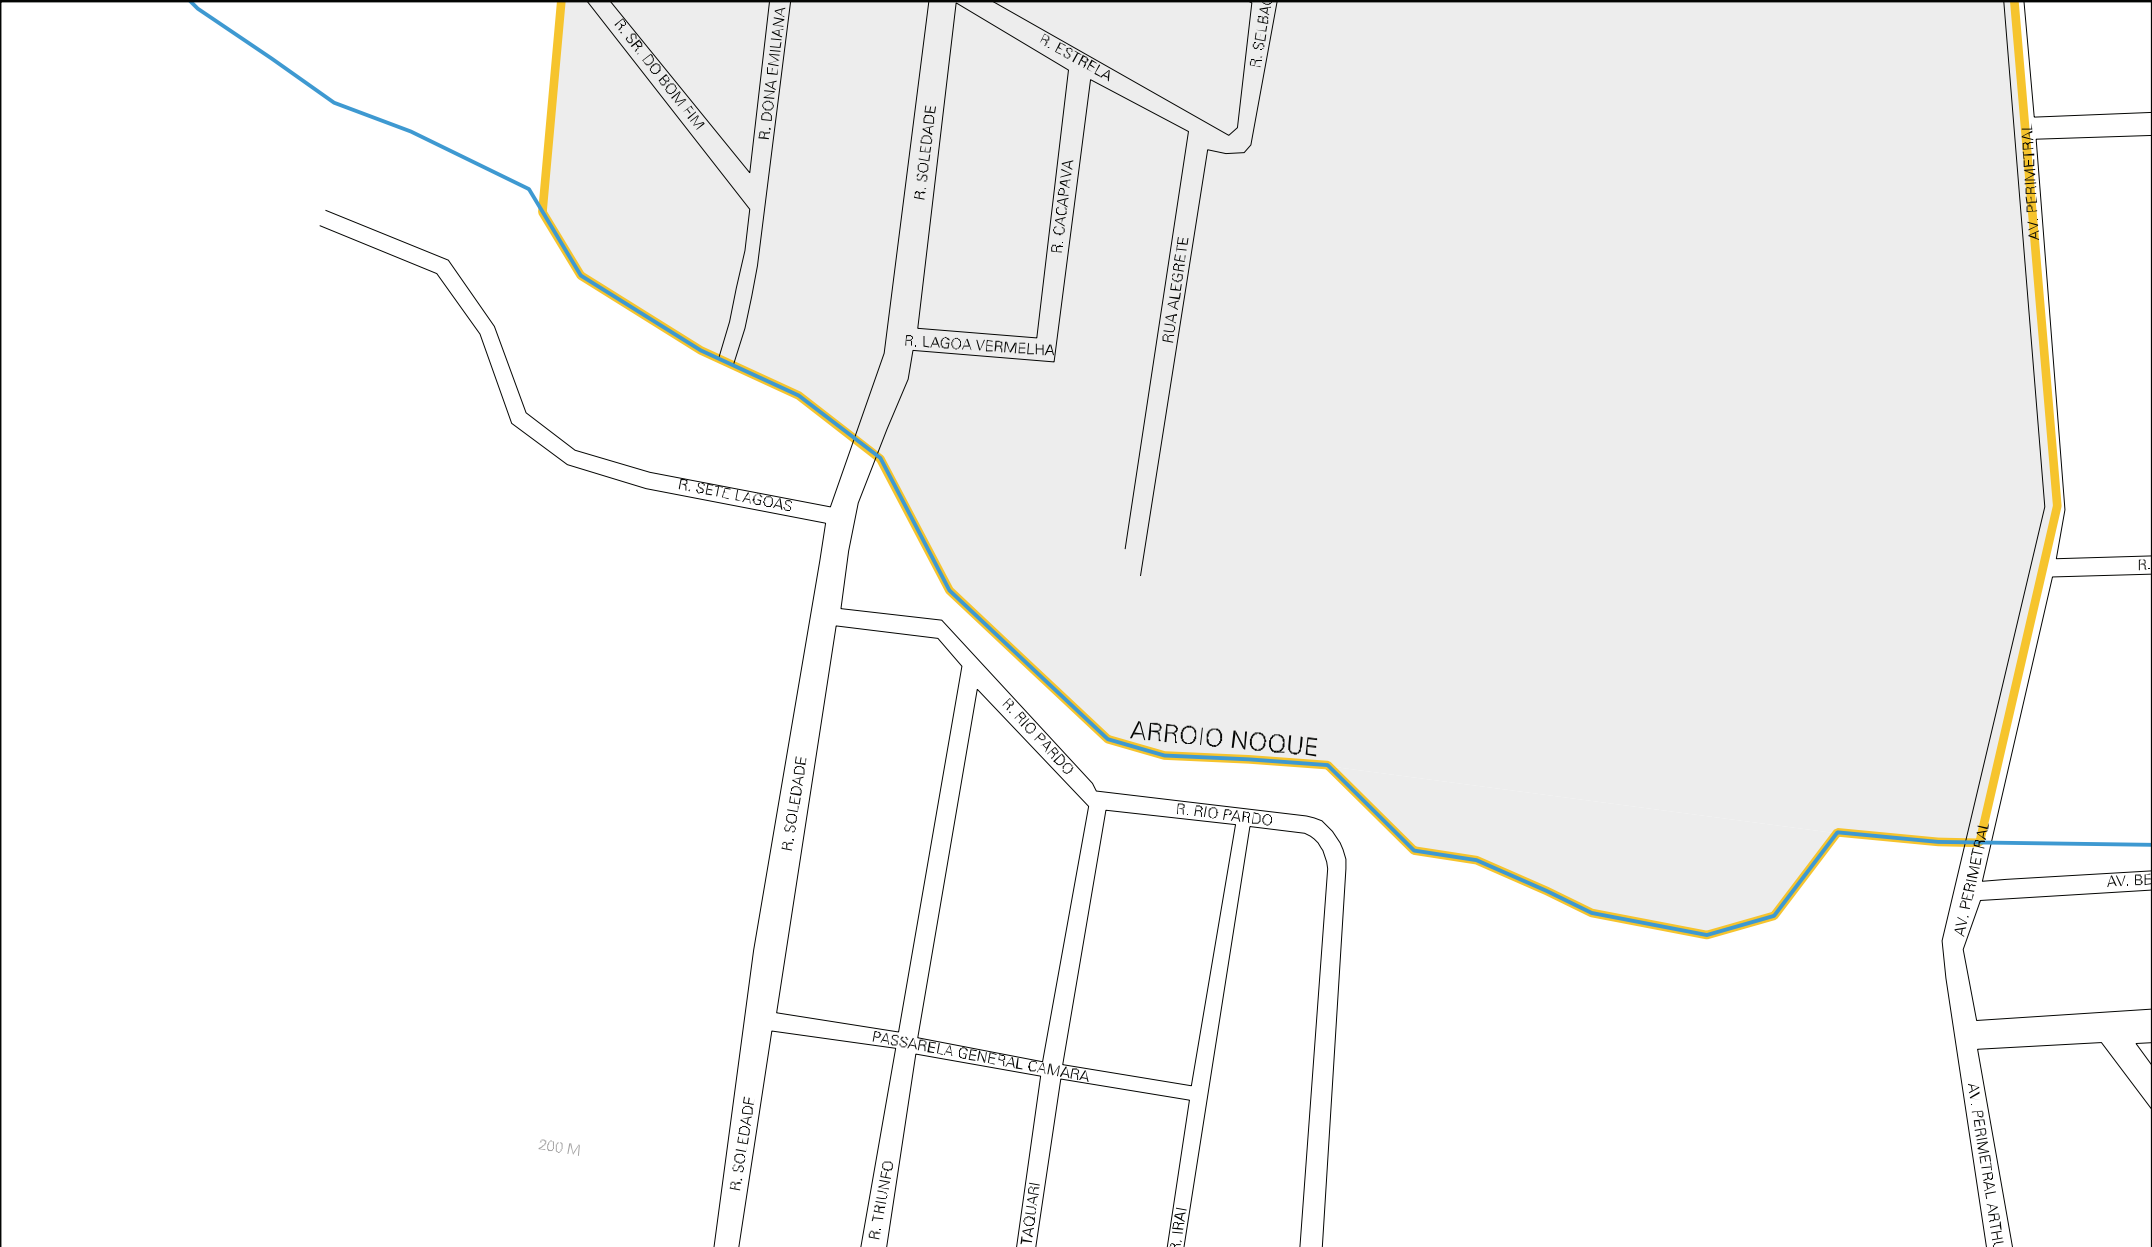 R. SR. DO BOM FIM
R. DONA EMILIANA
R. ESTRELA
R. SOLEDADE
R. CACAPAVA
AV. PERIMETRAL
RUA ALEGRETE
R. LAGOA VERMELHA
R. SETE LAGOAS
R.
R. RIO PARDO
ARROIO NOQUE
R. RIO PARDO
R. SOLEDADE
AV. PERIMETRAL
AV. BE
PASSARELA GENERAL CAMARA
200 M
R. SOLEDADE
R. TRIUNFO
TAQUARI
R. IRAI
AV. PERIMETRAL